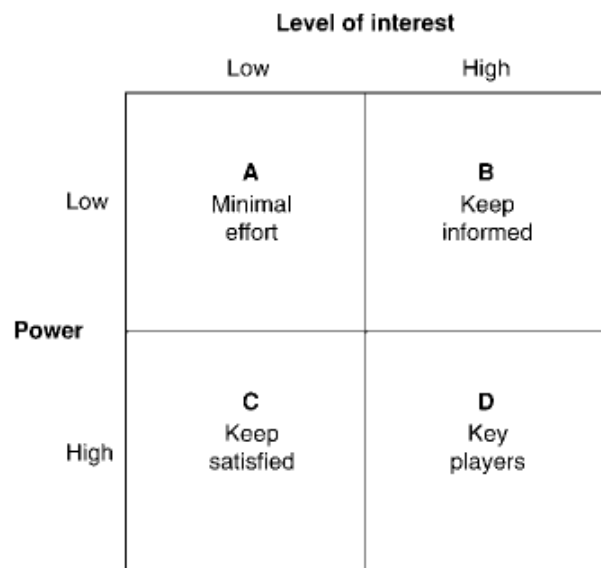 Level of interest
Low High
A B
Low
Minimal Keep
effort informed
Power
C D
High
Keep Key
satisfied players